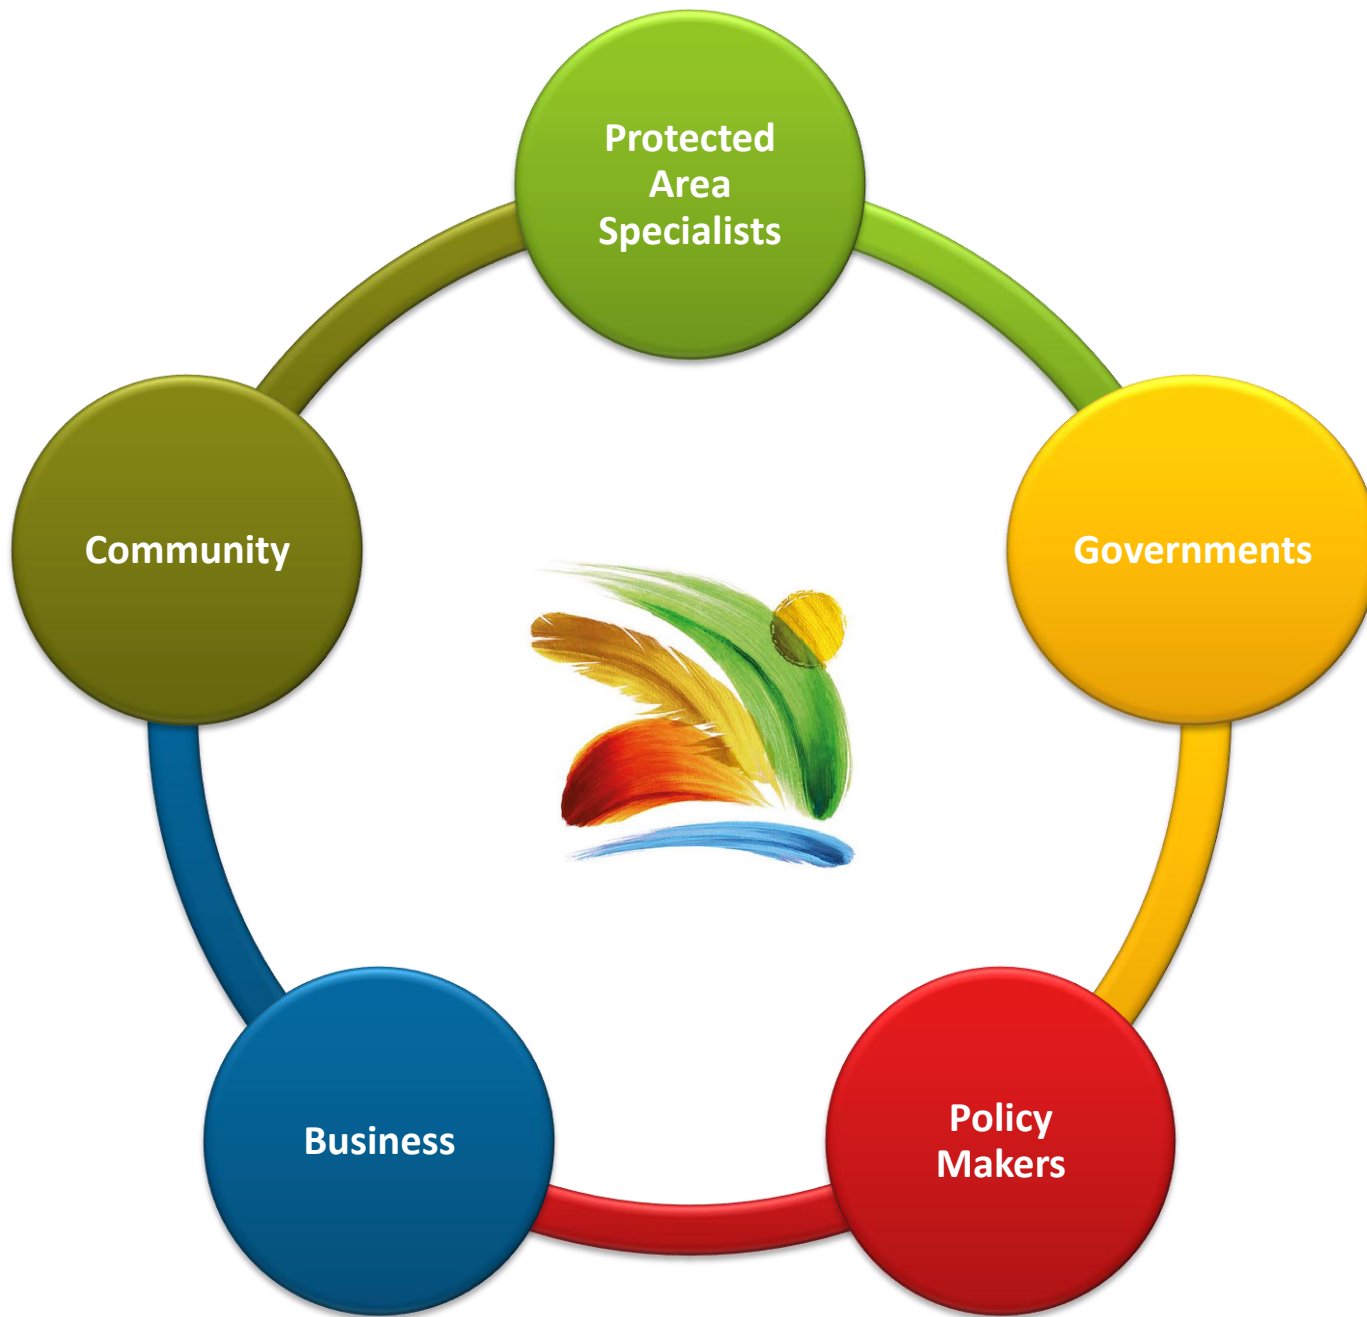 Protected
Area
Specialists
Community
Governments
Business
Policy
Makers